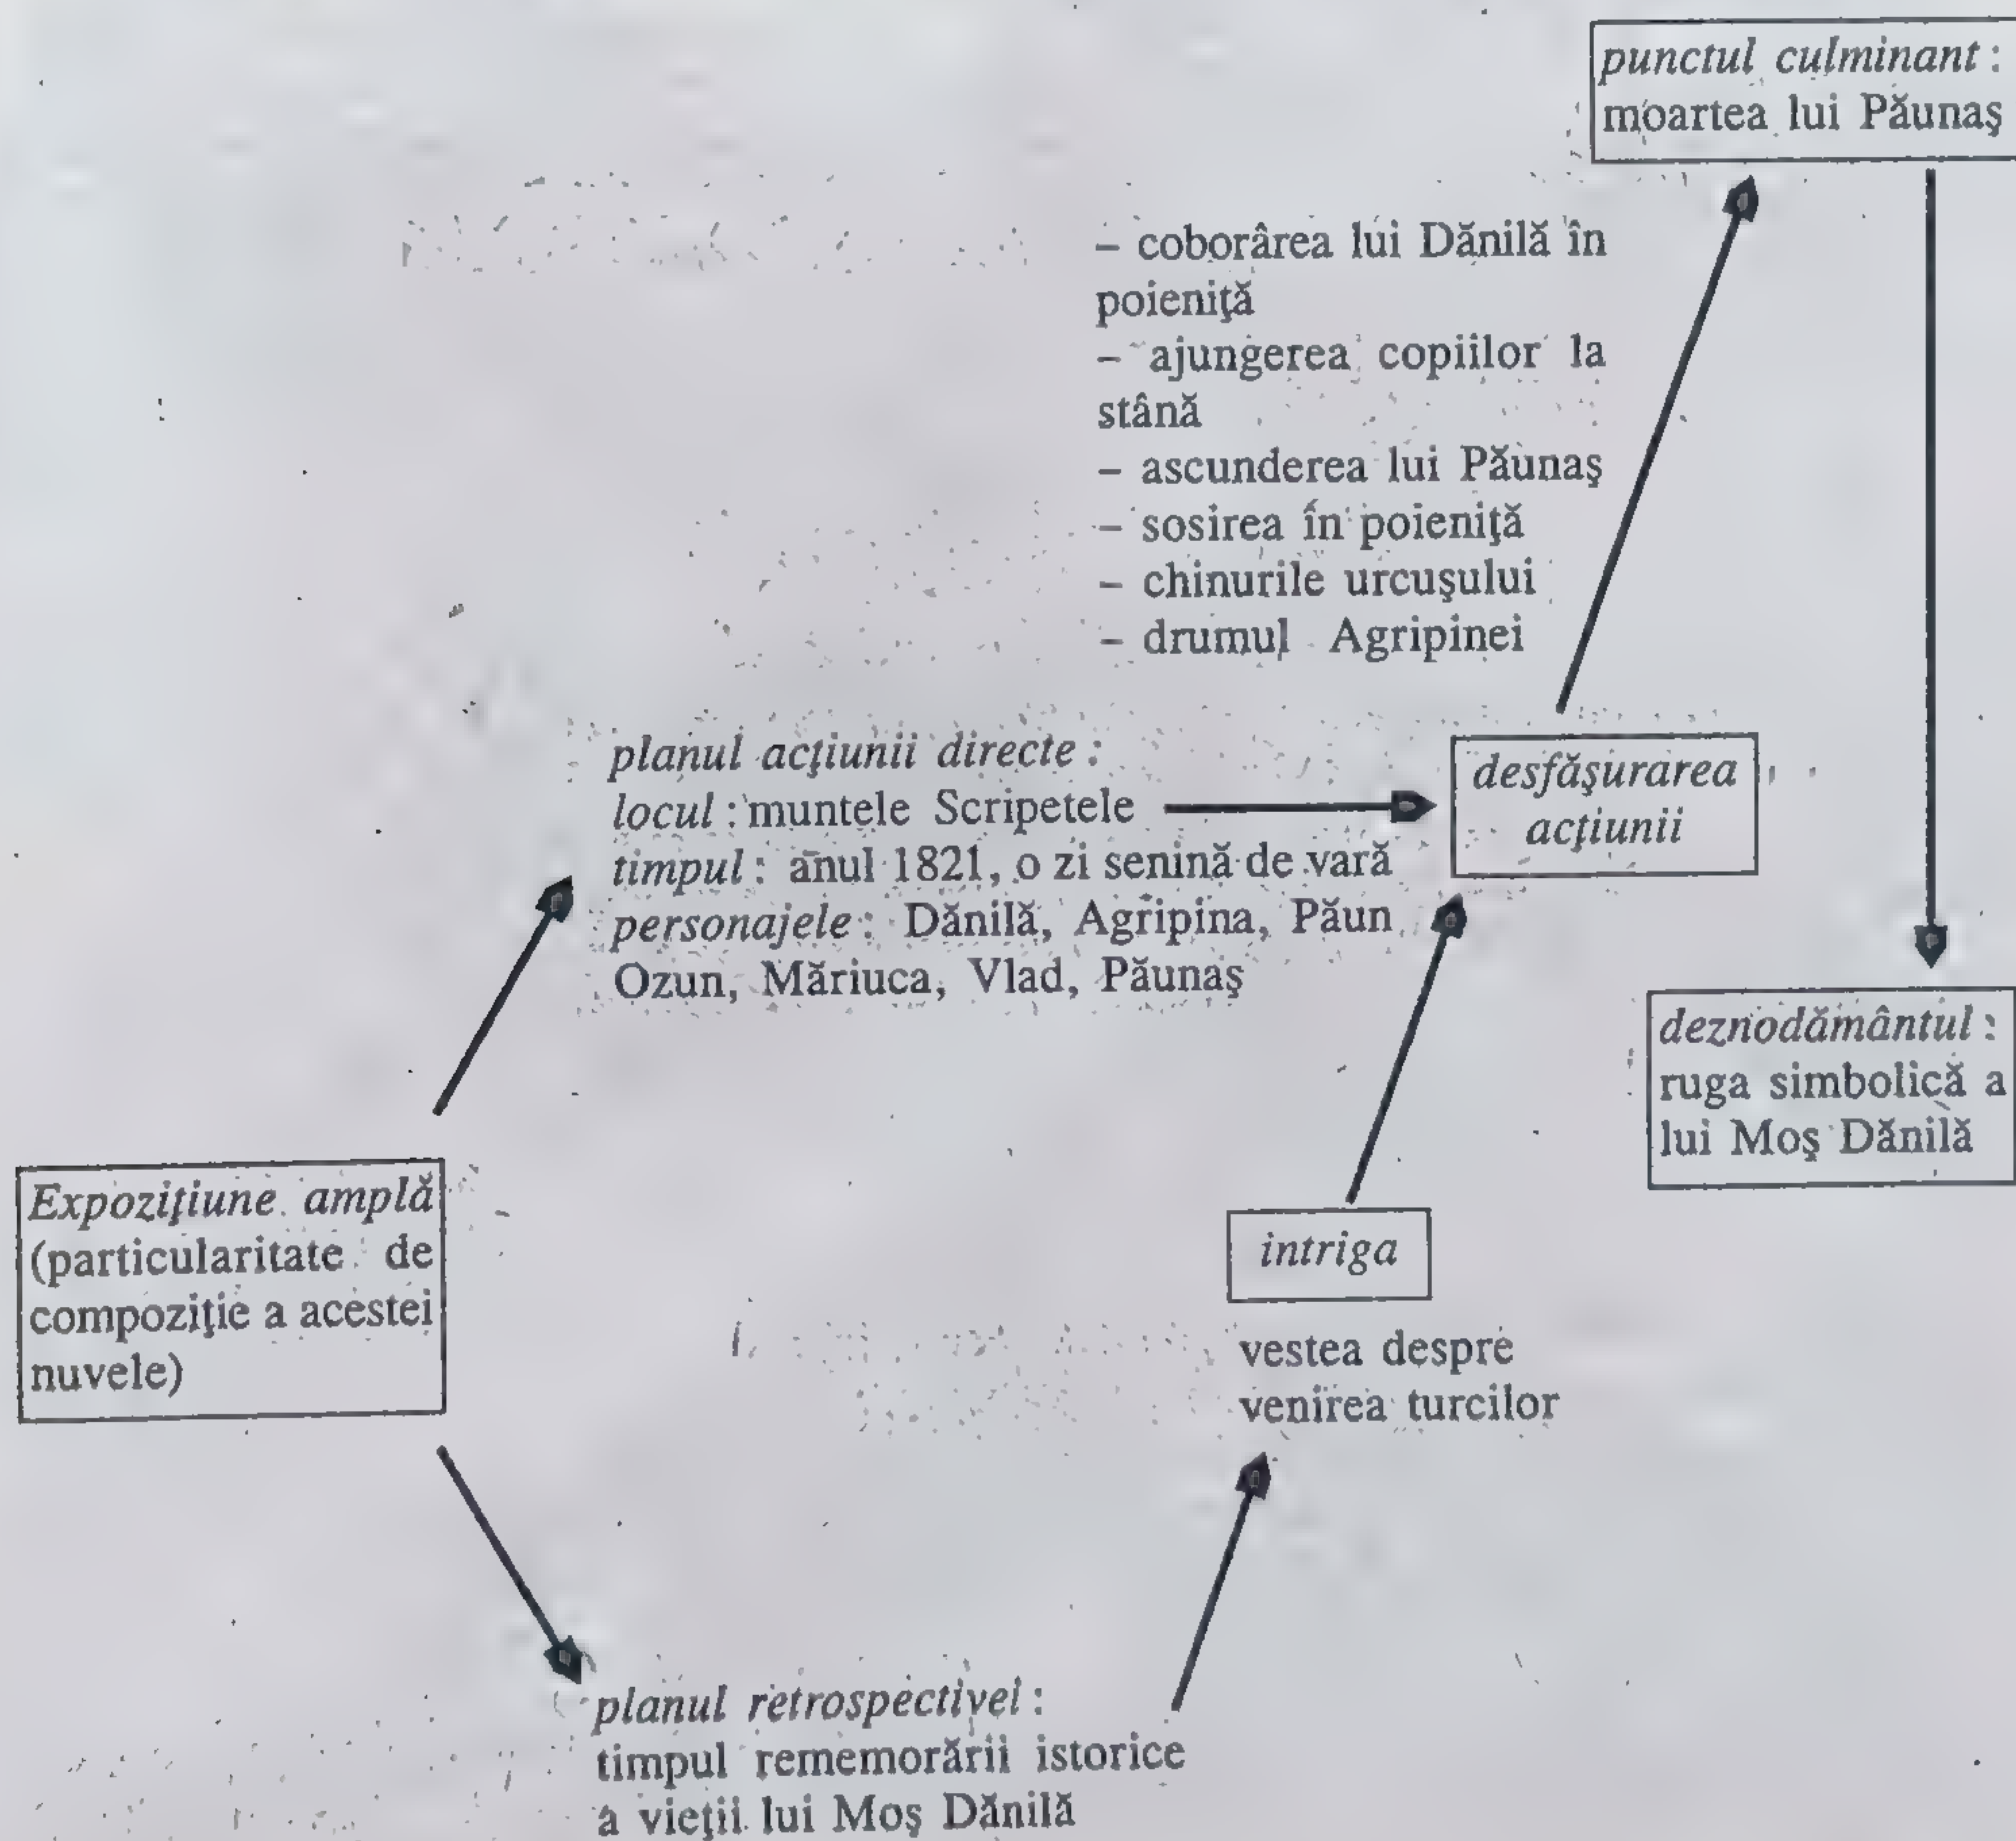 punctul culminant :
moartea lui Păunaş
– coborârea lui Dănilă în
poieniţă
– ajungerea copiilor la
stână
– ascunderea lui Păunaş
– sosirea în poieniţă
– chinurile urcuşului
– drumul Agripinei
planul acţiunii directe :
locul : muntele Scripetele
timpul : anul 1821, o zi senină de vară
personajele : Dănilă, Agripina, Păun
Ozun, Măriuca, Vlad, Păunaş
desfăşurarea
acţiunii
deznodământul :
ruga simbolică a
lui Moş Dănilă
Expoziţiune amplă
(particularitate de
compoziţie a acestei
nuvele)
intriga
vestea despre
venirea turcilor
planul retrospectivei :
timpul rememorării istorice
a vieţii lui Moş Dănilă